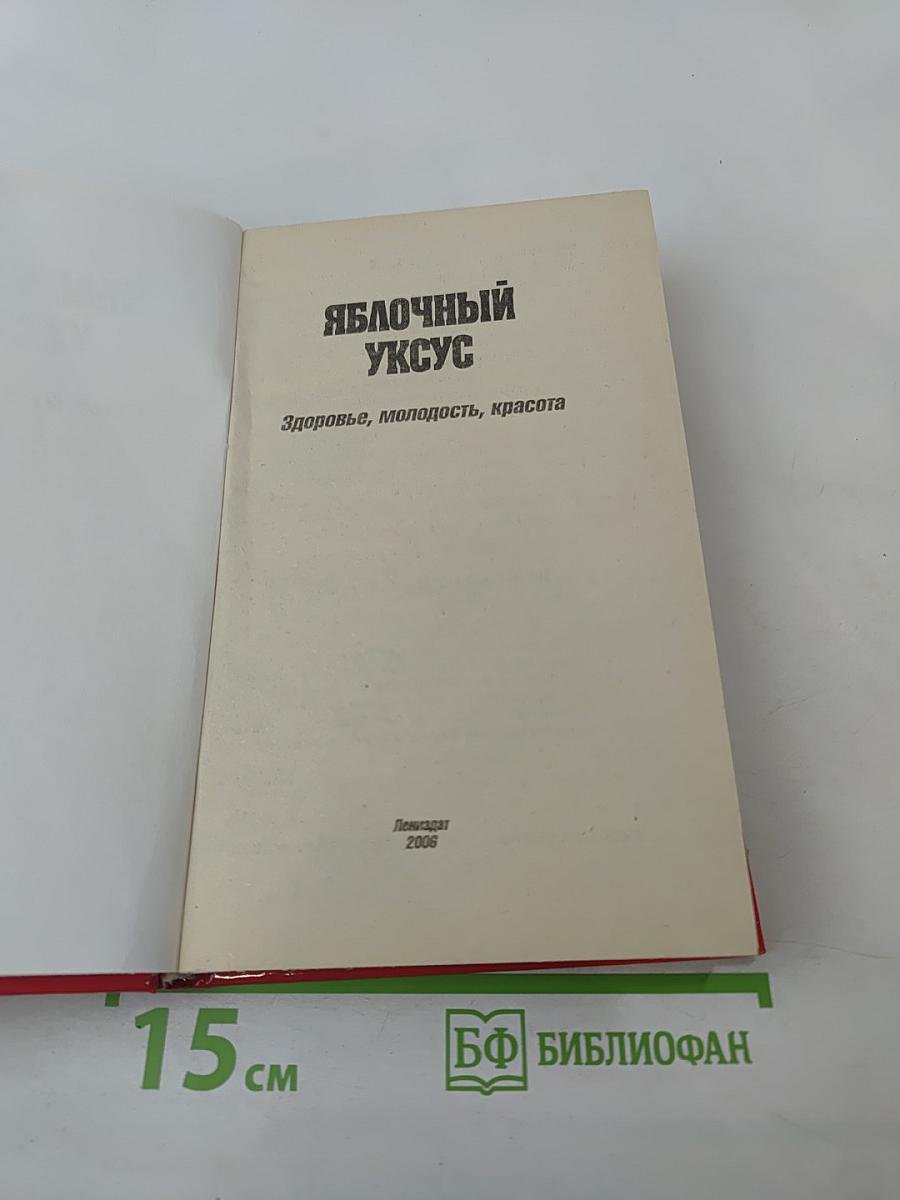 ЯБЛОЧНЫЙ
УКСУС
Здоровье, молодость, красота
Лениздат
2006
15 см
БФ БИБЛИОФАН